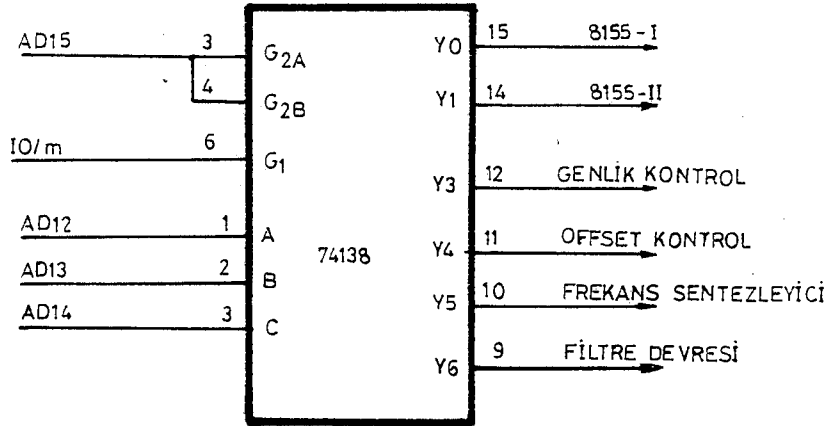 AD15 3 G2A Y0 15 8155-I
4 G2B Y1 14 8155-II
IO/m 6 G1 Y3 12 GENLİK KONTROL
AD12 1 A Y4 11 OFFSET KONTROL
74138
AD13 2 B Y5 10 FREKANS SENTEZLEYİCİ
AD14 3 C Y6 9 FİLTRE DEVRESİ